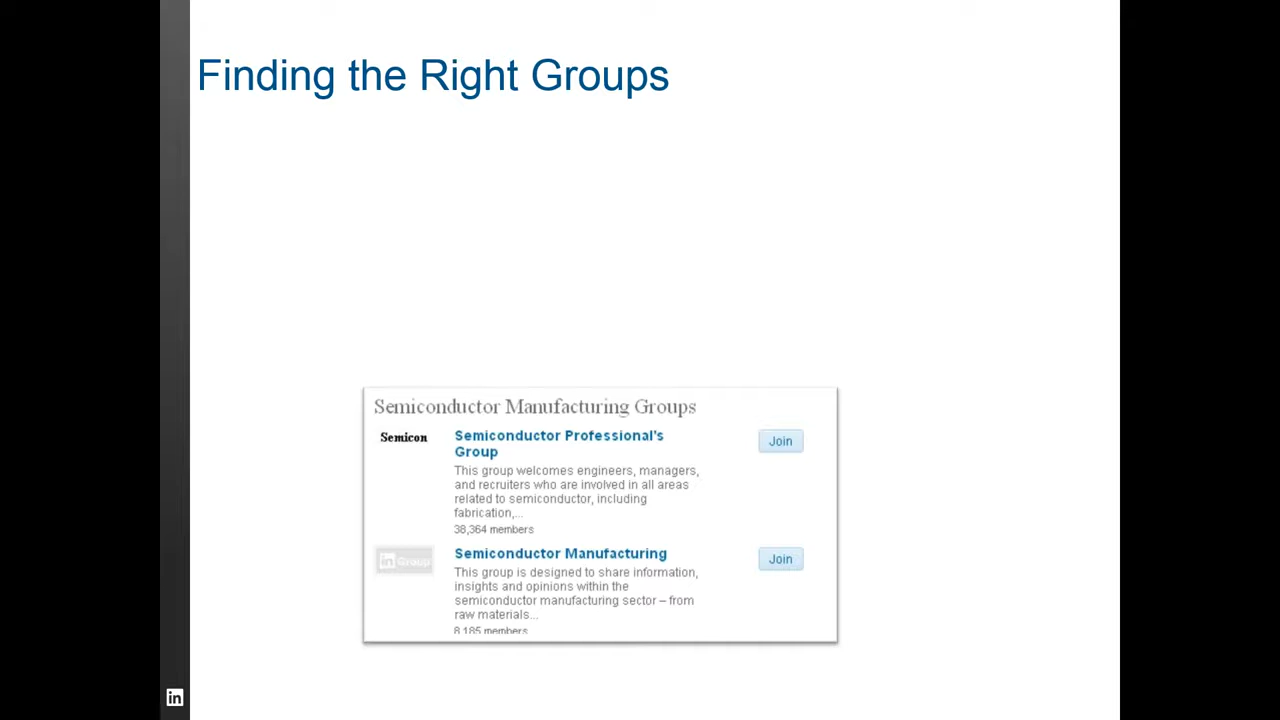 Finding the Right Groups
Semiconductor Manufacturing Groups
Semicon
Semiconductor Professional's
Group
Join
This group welcomes engineers, managers,
and recruiters who are involved in all areas
related to semiconductor, including
fabrication,...
38,364 members
in Group
Semiconductor Manufacturing
Join
This group is designed to share information,
insights and opinions within the
semiconductor manufacturing sector – from
raw materials...
8,185 members
in